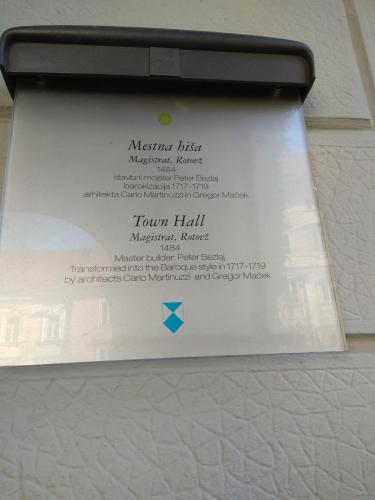 Mestna hiša
Magistrat, Rotovž
1484
stavbni mojster Peter Bezlaj
barokizacija 1717-1719
arhitekta Carlo Martinuzzi in Gregor Maček
Town Hall
Magistrat, Rotovž
1484
Master builder: Peter Bezlaj
Transformed into the Baroque style in 1717-1719
by architects Carlo Martinuzzi and Gregor Maček